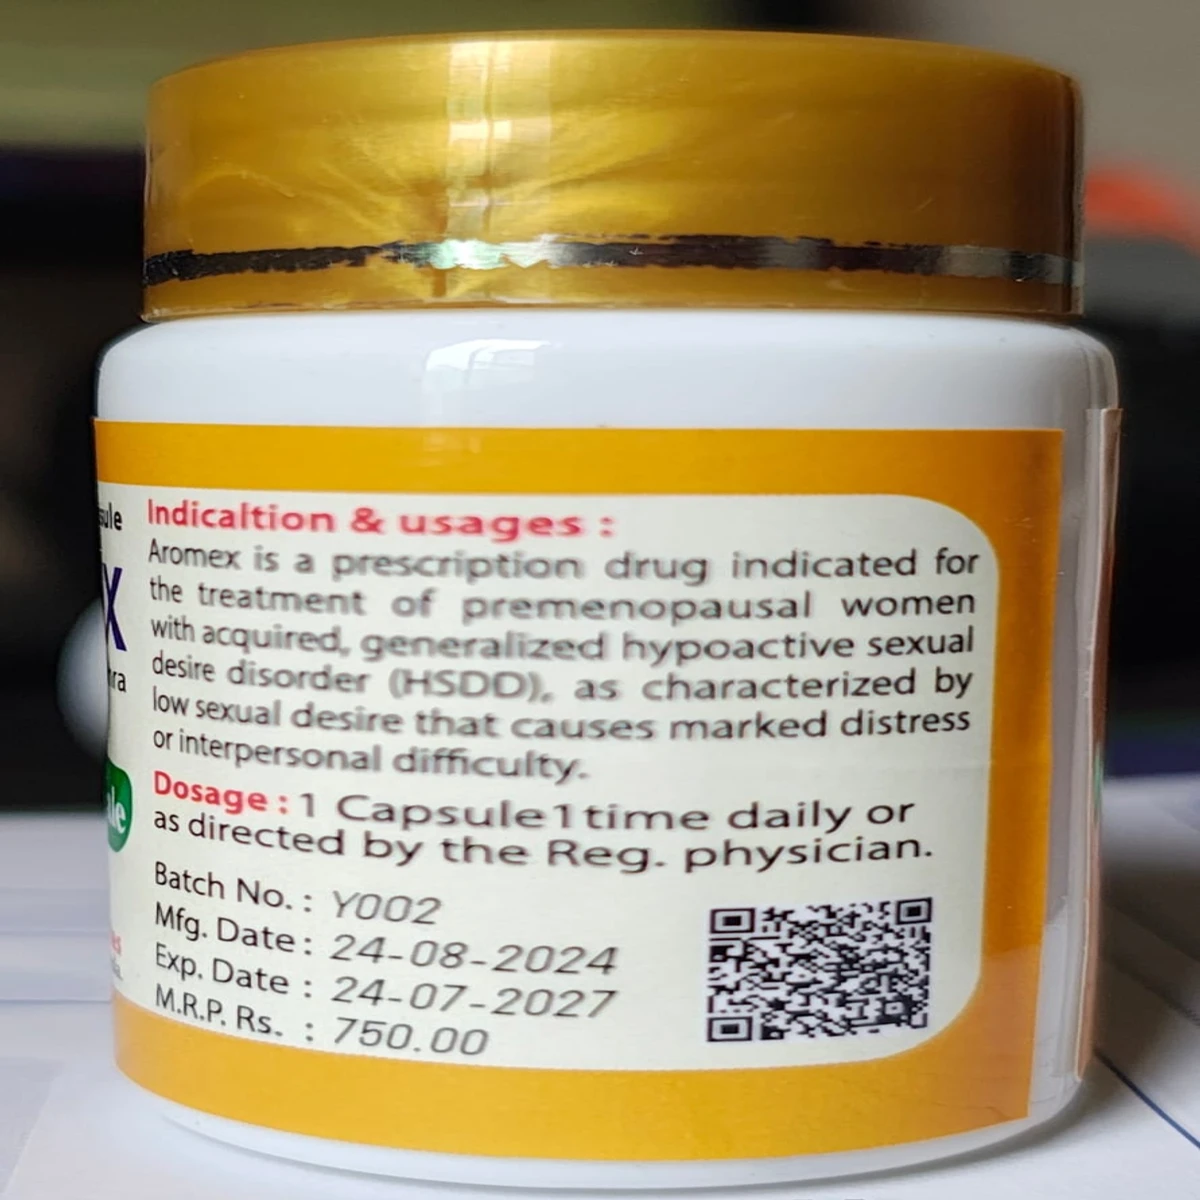 Indicaltion & usages :
Aromex is a prescription drug indicated for
the treatment of premenopausal women
with acquired, generalized hypoactive sexual
desire disorder (HSDD), as characterized by
low sexual desire that causes marked distress
or interpersonal difficulty.
Dosage : 1 Capsule1time daily or
as directed by the Reg. physician.
Batch No. : Y002
Mfg. Date : 24-08-2024
Exp. Date : 24-07-2027
M.R.P. Rs. : 750.00